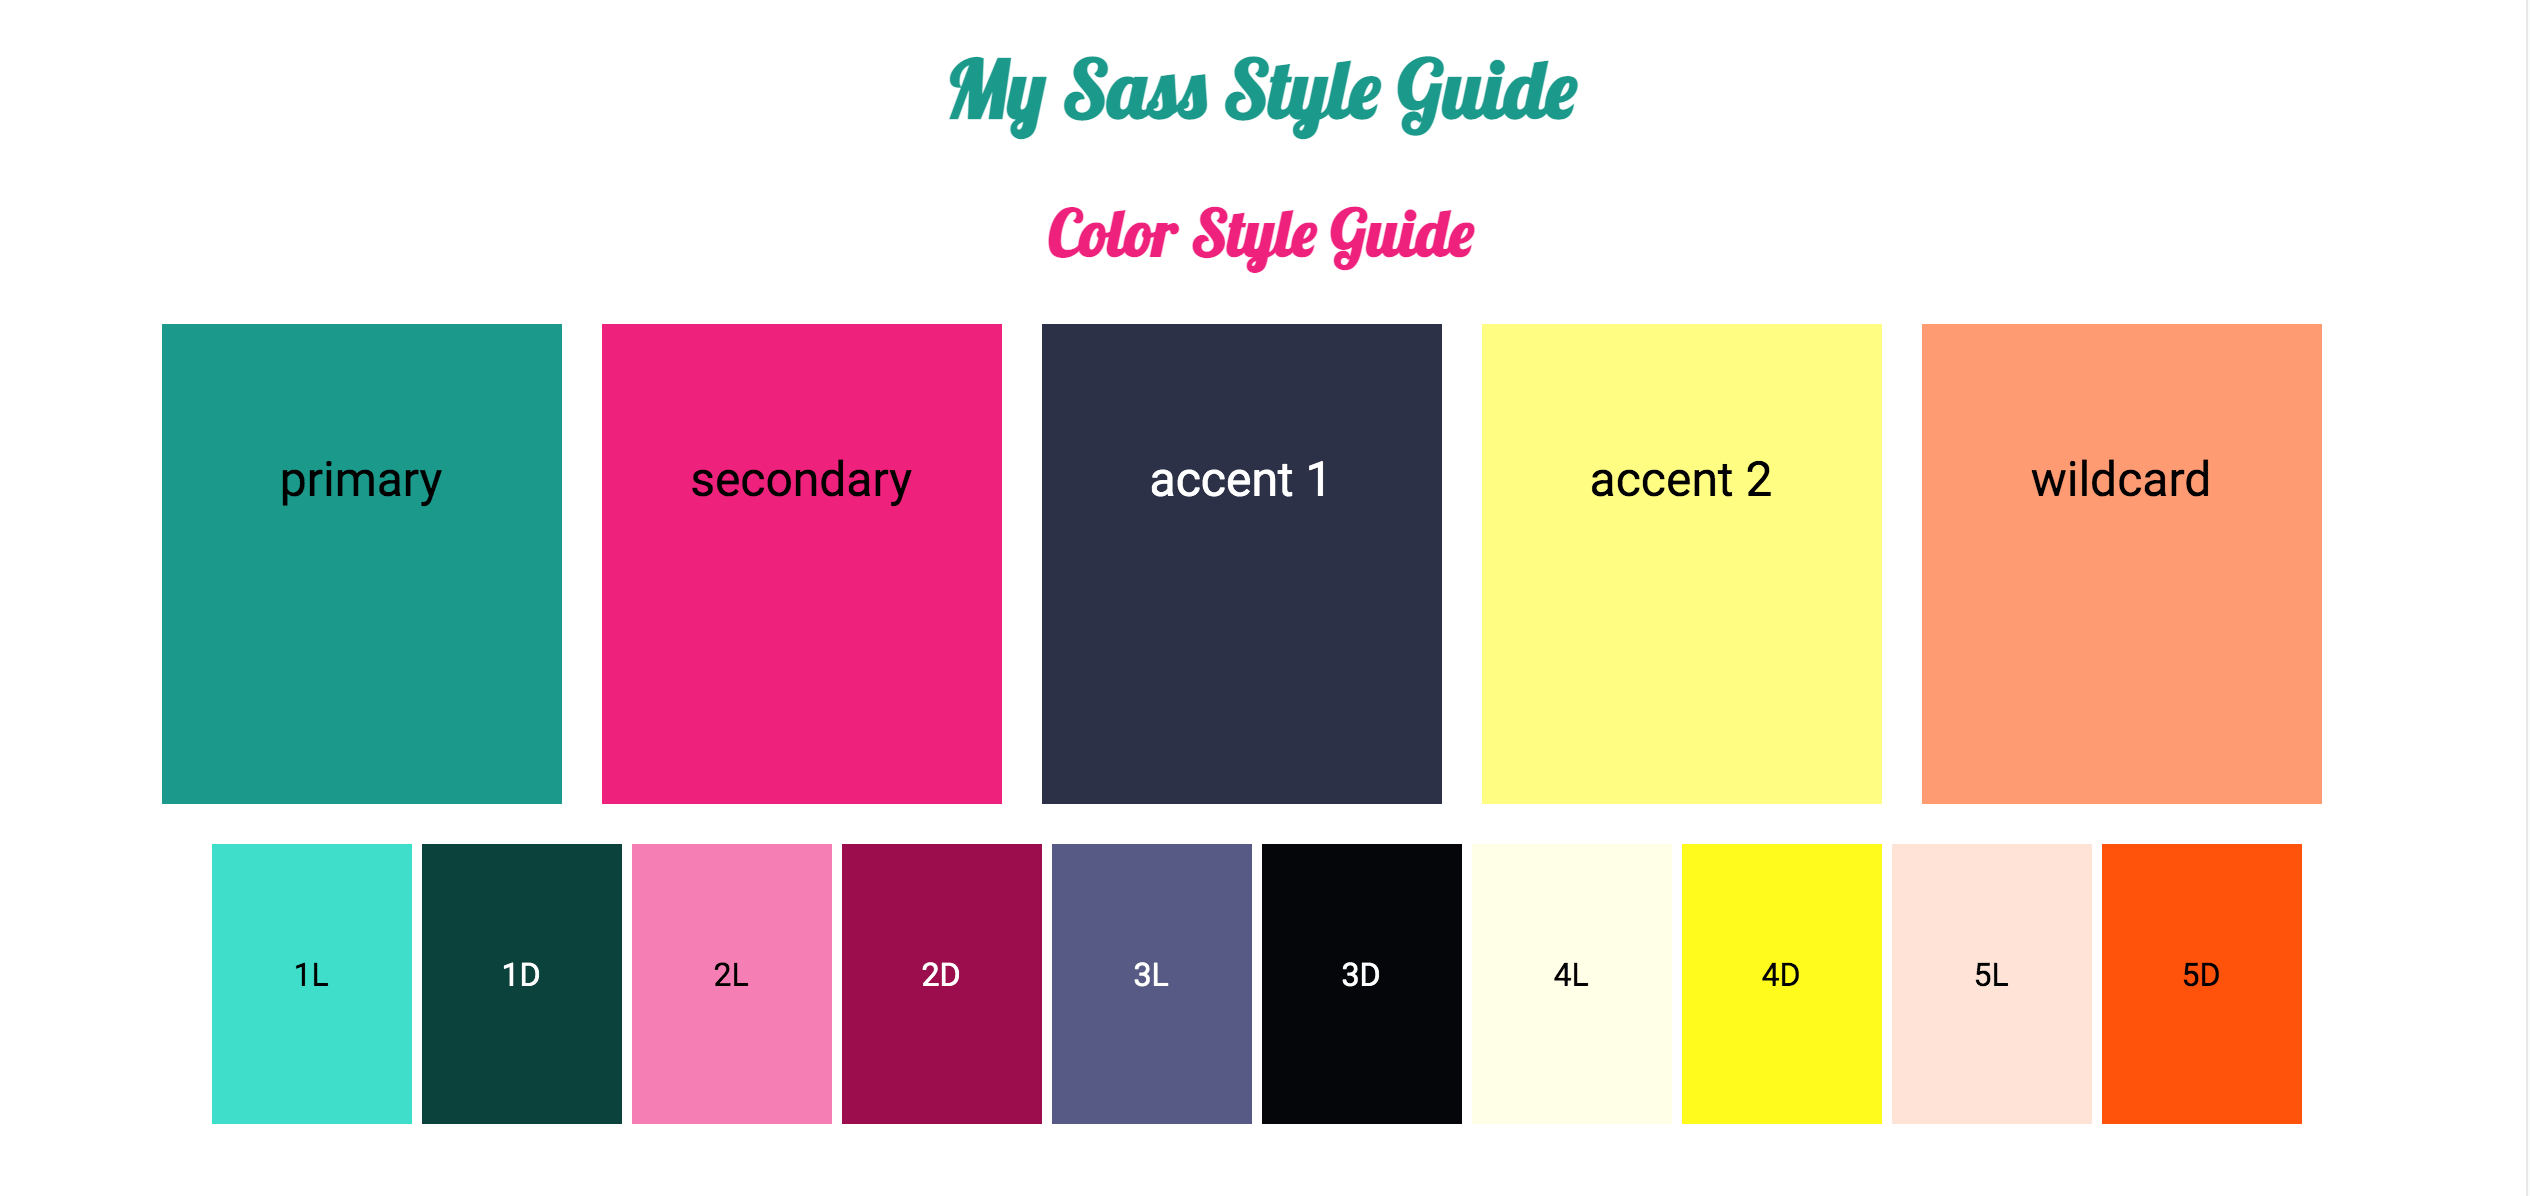 My Sass Style Guide
Color Style Guide
primary secondary accent 1 accent 2 wildcard
1L 1D 2L 2D 3L 3D 4L 4D 5L 5D